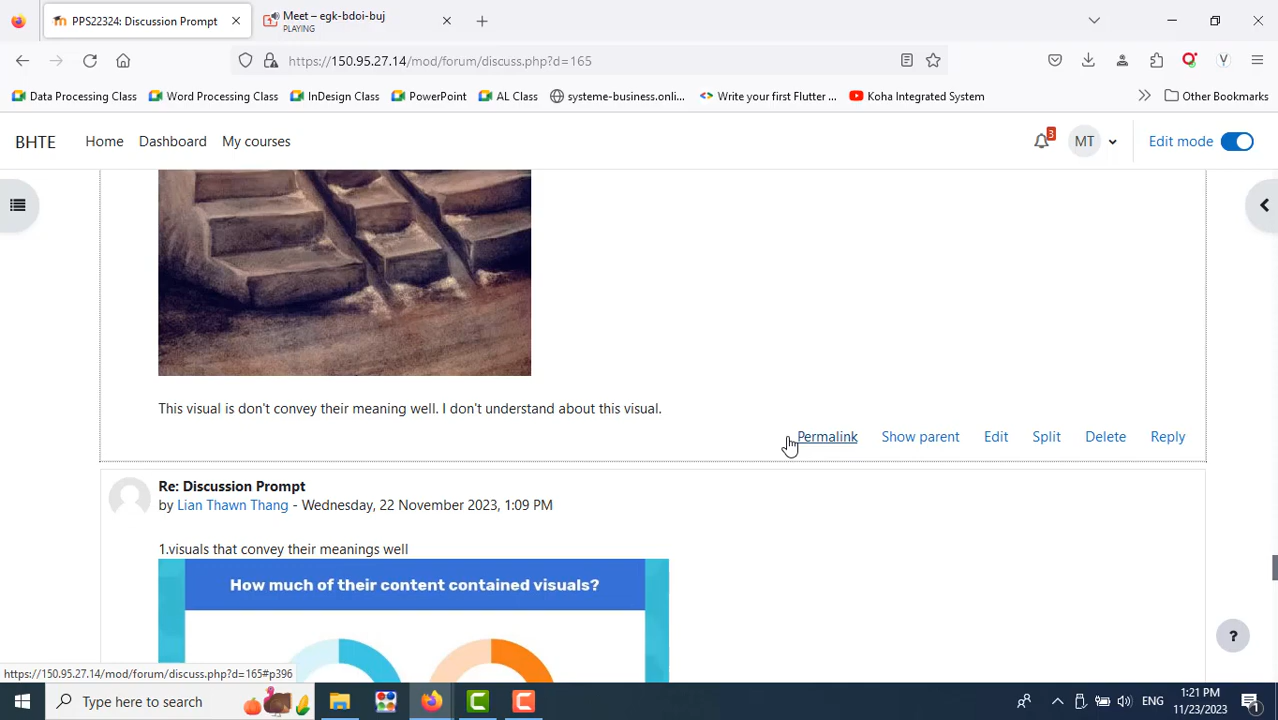 PPS22324: Discussion Prompt
Meet – egk-bdoi-buj
PLAYING
https://150.95.27.14/mod/forum/discuss.php?d=165
Data Processing Class
Word Processing Class
InDesign Class
PowerPoint
AL Class
systeme-business.onli...
Write your first Flutter ...
Koha Integrated System
Other Bookmarks
BHTE
Home
Dashboard
My courses
3
MT
Edit mode
This visual is don't convey their meaning well. I don't understand about this visual.
Permalink
Show parent
Edit
Split
Delete
Reply
Re: Discussion Prompt
by Lian Thawn Thang - Wednesday, 22 November 2023, 1:09 PM
1.visuals that convey their meanings well
How much of their content contained visuals?
?
https://150.95.27.14/mod/forum/discuss.php?d=165#p396
Type here to search
ENG
1:21 PM
11/23/2023
1